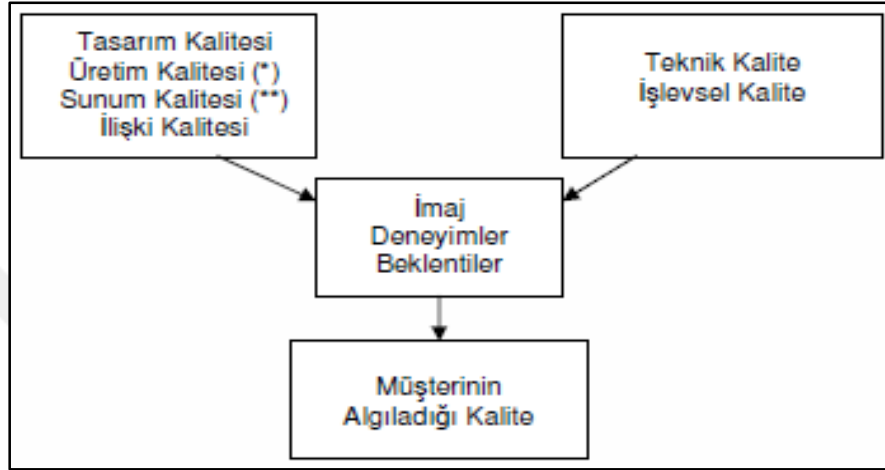 Tasarım Kalitesi
Üretim Kalitesi (*)
Sunum Kalitesi (**)
İlişki Kalitesi
Teknik Kalite
İşlevsel Kalite
İmaj
Deneyimler
Beklentiler
Müşterinin
Algıladığı Kalite